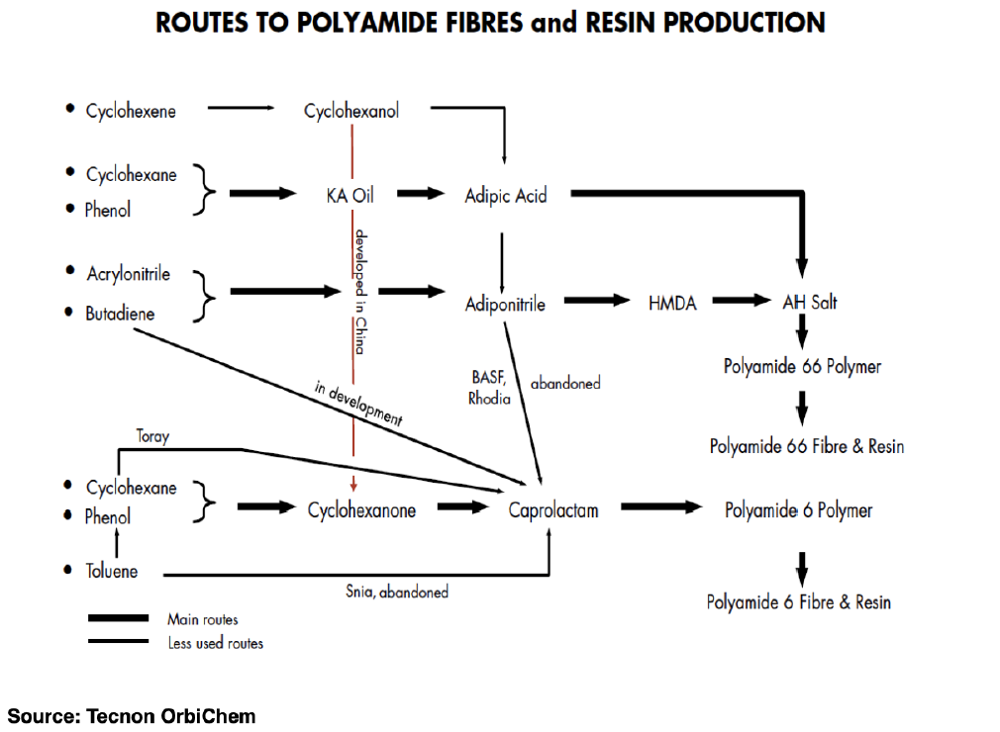 ROUTES TO POLYAMIDE FIBRES and RESIN PRODUCTION
• Cyclohexene
Cyclohexanol
• Cyclohexane
• Phenol
KA Oil
Adipic Acid
developed in China
• Acrylonitrile
• Butadiene
Adiponitrile
HMDA
AH Salt
Polyamide 66 Polymer
BASF,
Rhodia
abandoned
in development
Polyamide 66 Fibre & Resin
Toray
• Cyclohexane
• Phenol
Cyclohexanone
Caprolactam
Polyamide 6 Polymer
• Toluene
Snia, abandoned
Polyamide 6 Fibre & Resin
Main routes
Less used routes
Source: Tecnon OrbiChem